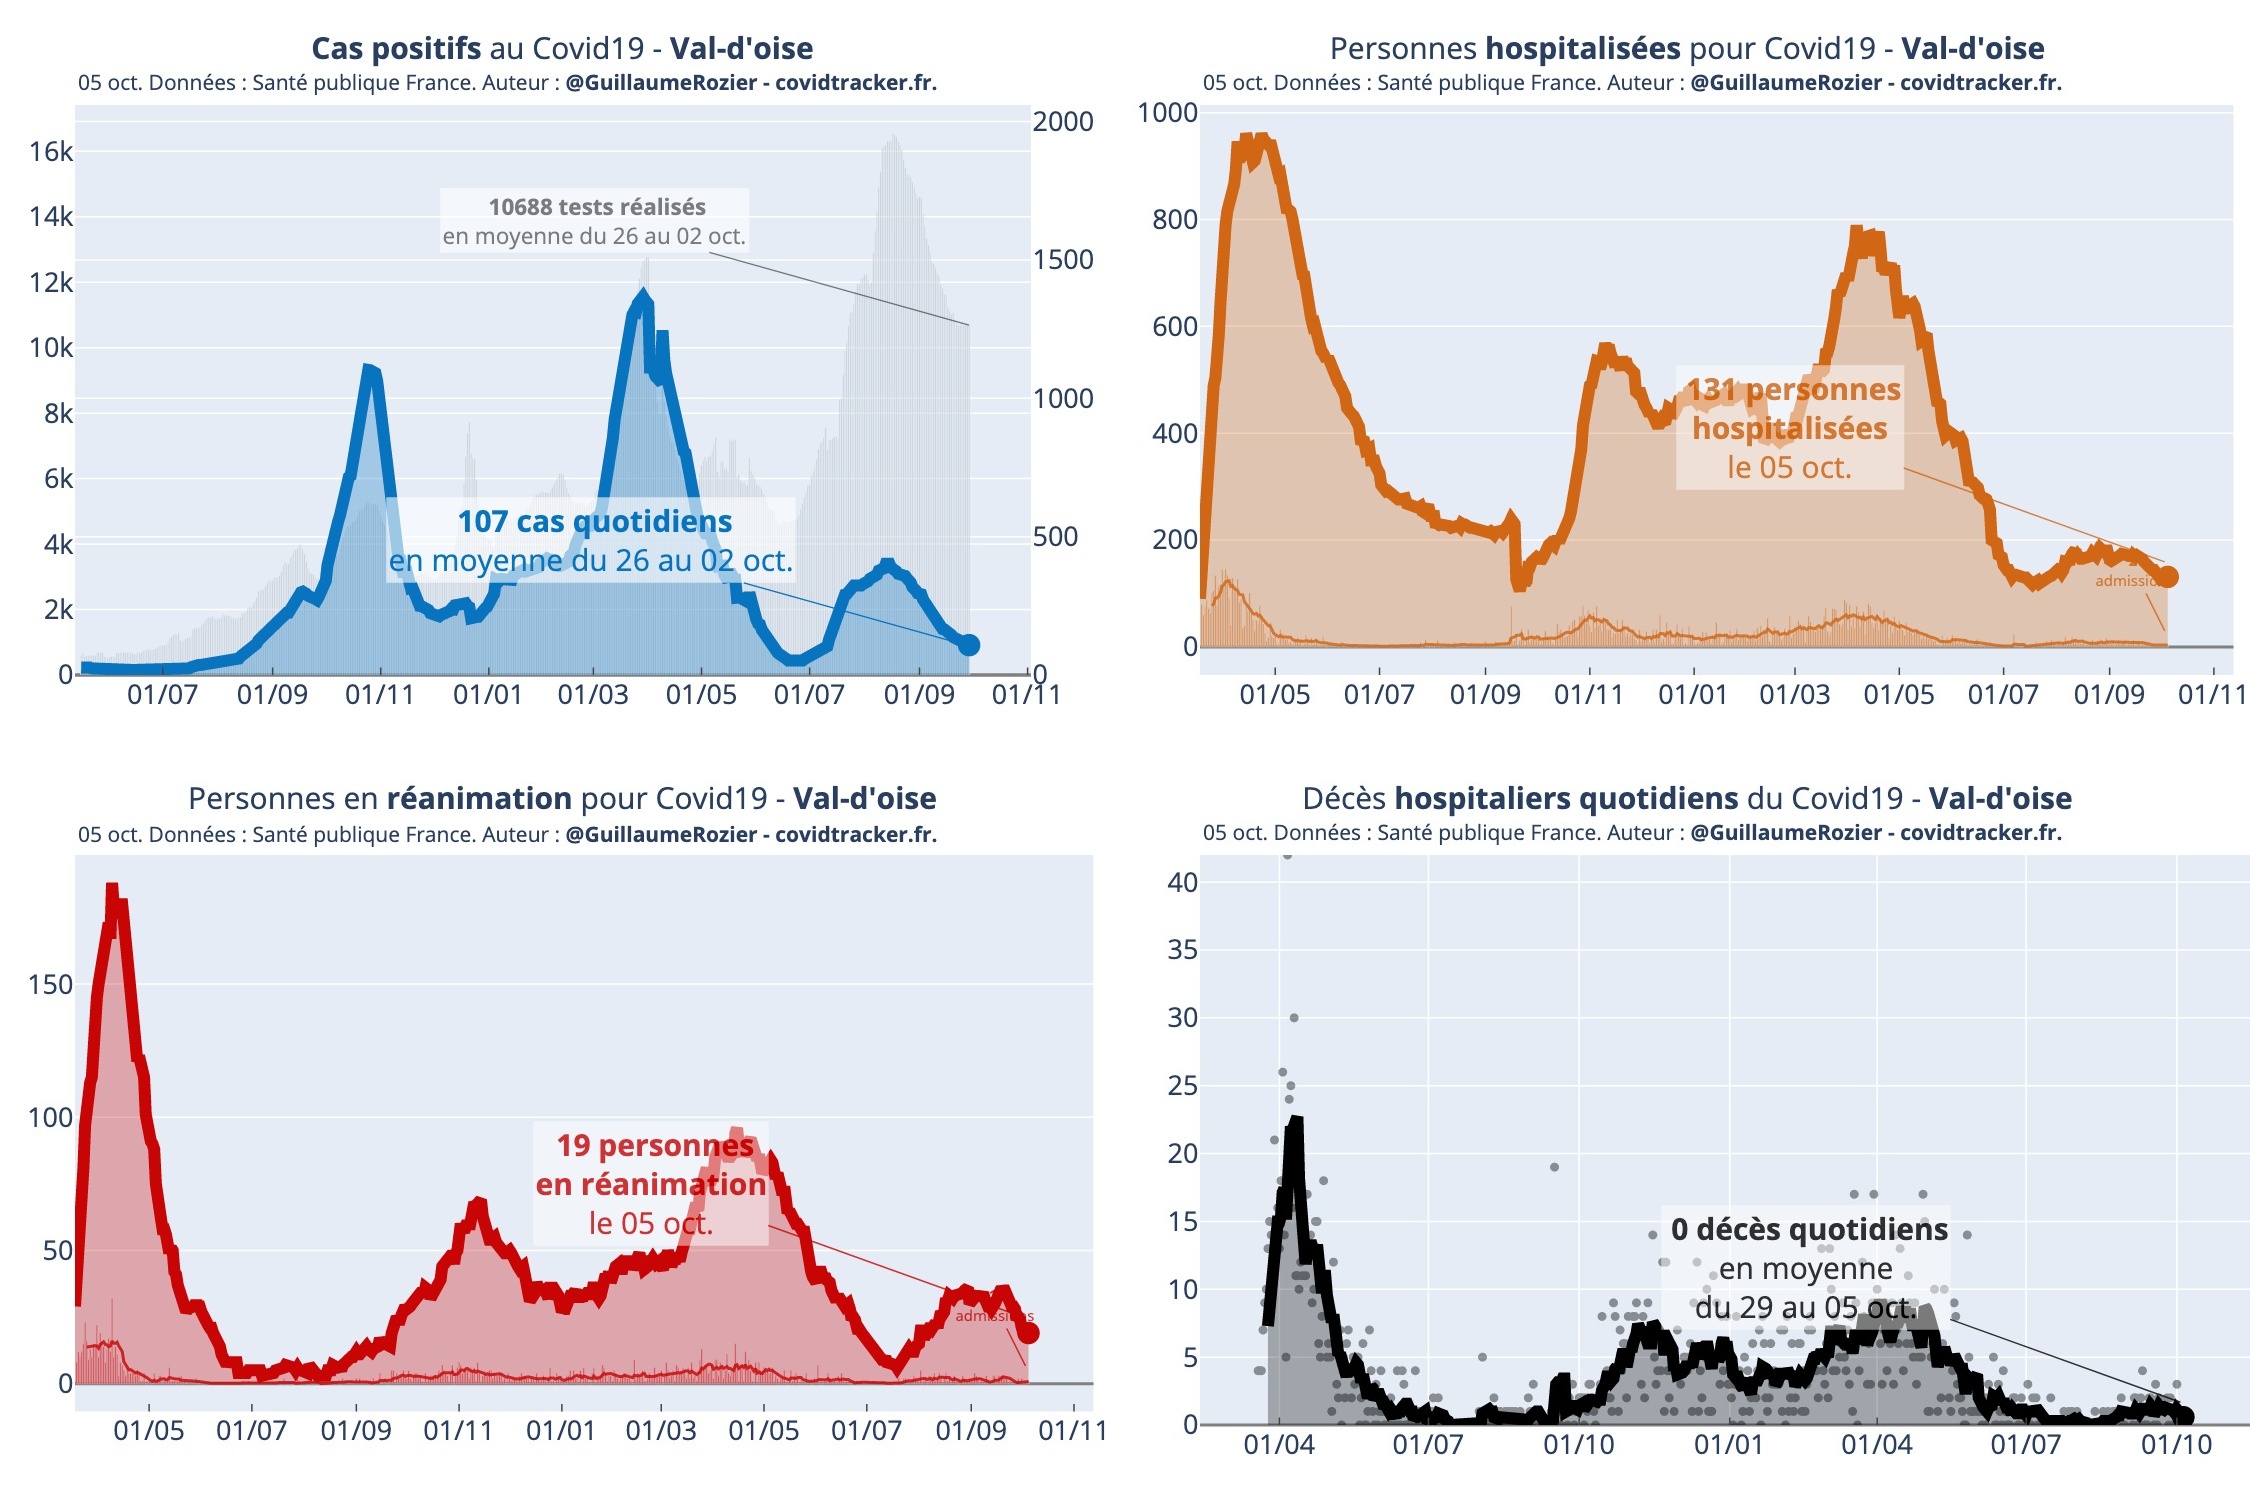 Cas positifs au Covid19 - Val-d'oise
05 oct. Données : Santé publique France. Auteur : @GuillaumeRozier - covidtracker.fr.
16k
14k
12k
10k
8k
6k
4k
2k
0
2000
1500
1000
500
0
10688 tests réalisés
en moyenne du 26 au 02 oct.
107 cas quotidiens
en moyenne du 26 au 02 oct.
01/07 01/09 01/11 01/01 01/03 01/05 01/07 01/09 01/11
Personnes hospitalisées pour Covid19 - Val-d'oise
05 oct. Données : Santé publique France. Auteur : @GuillaumeRozier - covidtracker.fr.
1000
800
600
400
200
0
131 personnes
hospitalisées
le 05 oct.
01/05 01/07 01/09 01/11 01/01 01/03 01/05 01/07 01/09 01/11
Personnes en réanimation pour Covid19 - Val-d'oise
05 oct. Données : Santé publique France. Auteur : @GuillaumeRozier - covidtracker.fr.
150
100
50
0
19 personnes
en réanimation
le 05 oct.
admissions
01/05 01/07 01/09 01/11 01/01 01/03 01/05 01/07 01/09 01/11
Décès hospitaliers quotidiens du Covid19 - Val-d'oise
05 oct. Données : Santé publique France. Auteur : @GuillaumeRozier - covidtracker.fr.
40
35
30
25
20
15
10
5
0
0 décès quotidiens
en moyenne
du 29 au 05 oct.
01/04 01/07 01/10 01/01 01/04 01/07 01/10